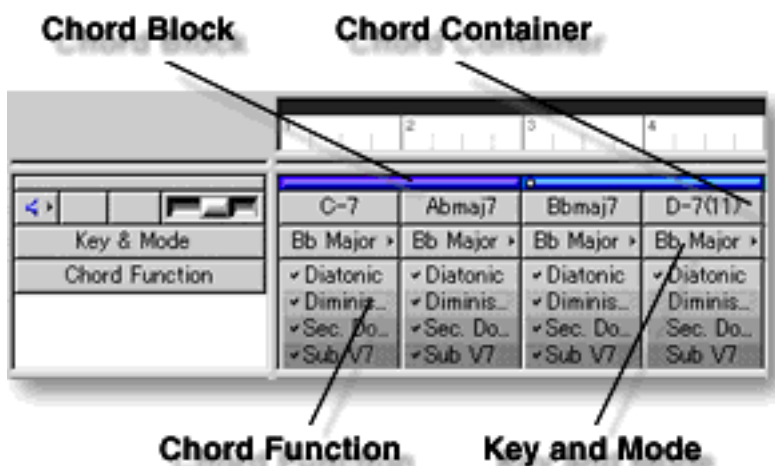 Chord Block Chord Container
1 2 3 4
C-7 Abmaj7 Bbmaj7 D-7(11)
Key & Mode Bb Major Bb Major Bb Major Bb Major
Chord Function Diatonic Diatonic Diatonic Diatonic
Diminis... Diminis... Diminis... Diminis...
Sec. Do... Sec. Do... Sec. Do... Sec. Do...
Sub V7 Sub V7 Sub V7 Sub V7
Chord Function Key and Mode